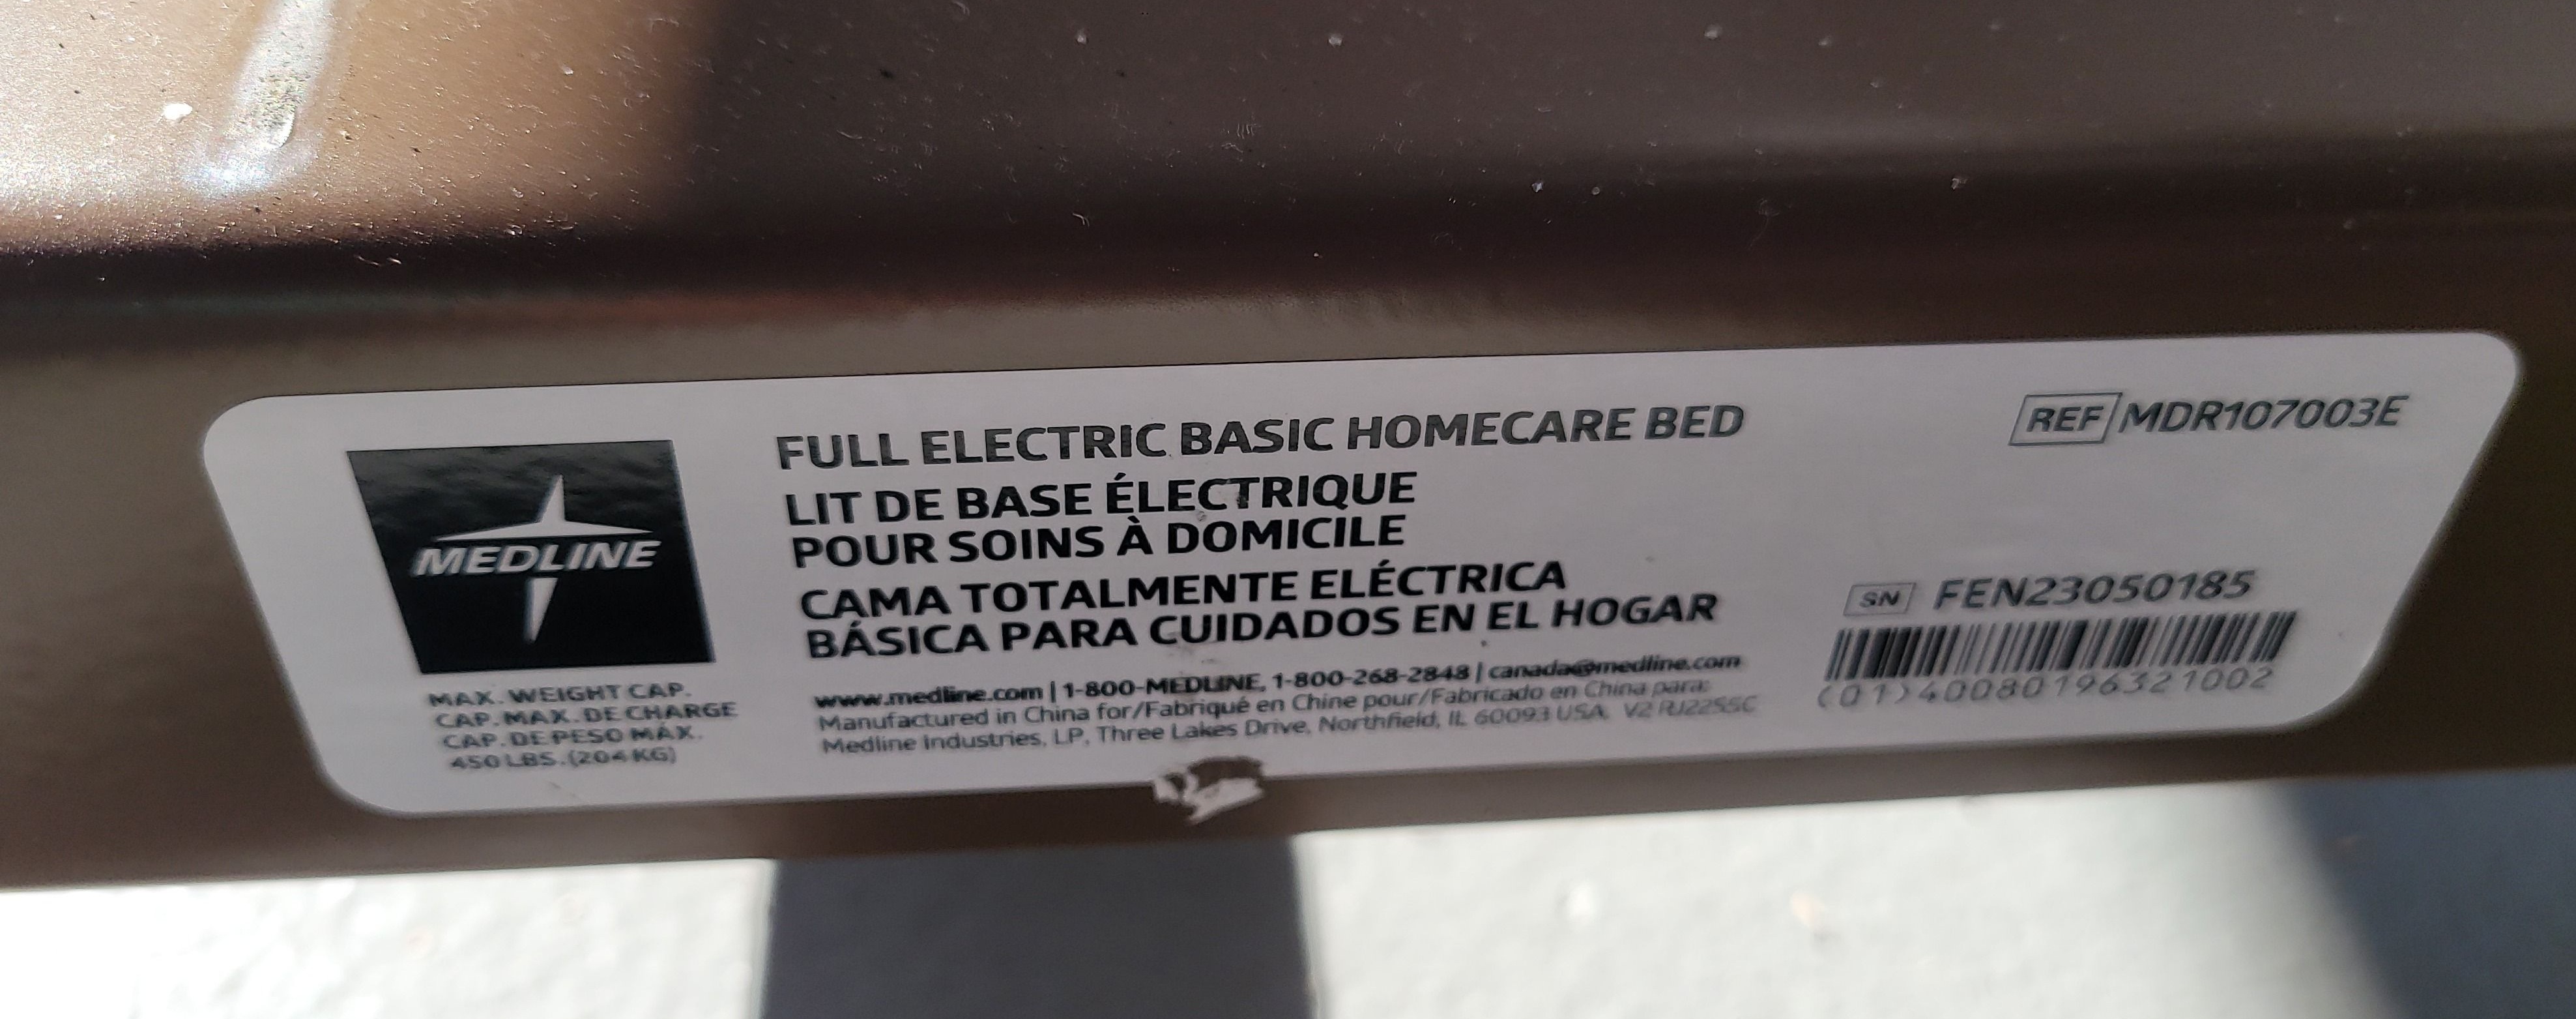 MEDLINE
MAX. WEIGHT CAP.
CAP. MAX. DE CHARGE
CAP. DE PESO MÁX.
450 LBS. (204 KG)
FULL ELECTRIC BASIC HOMECARE BED
LIT DE BASE ÉLECTRIQUE
POUR SOINS À DOMICILE
CAMA TOTALMENTE ELÉCTRICA
BÁSICA PARA CUIDADOS EN EL HOGAR
www.medline.com | 1-800-MEDLINE, 1-800-268-2848 | canada@medline.com
Manufactured in China for/Fabriqué en Chine pour/Fabricado en China para:
Medline Industries, LP, Three Lakes Drive, Northfield, IL 60093 USA. V2 RJ22SSC
REF MDR107003E
SN FEN23050185
(01)40080196321002